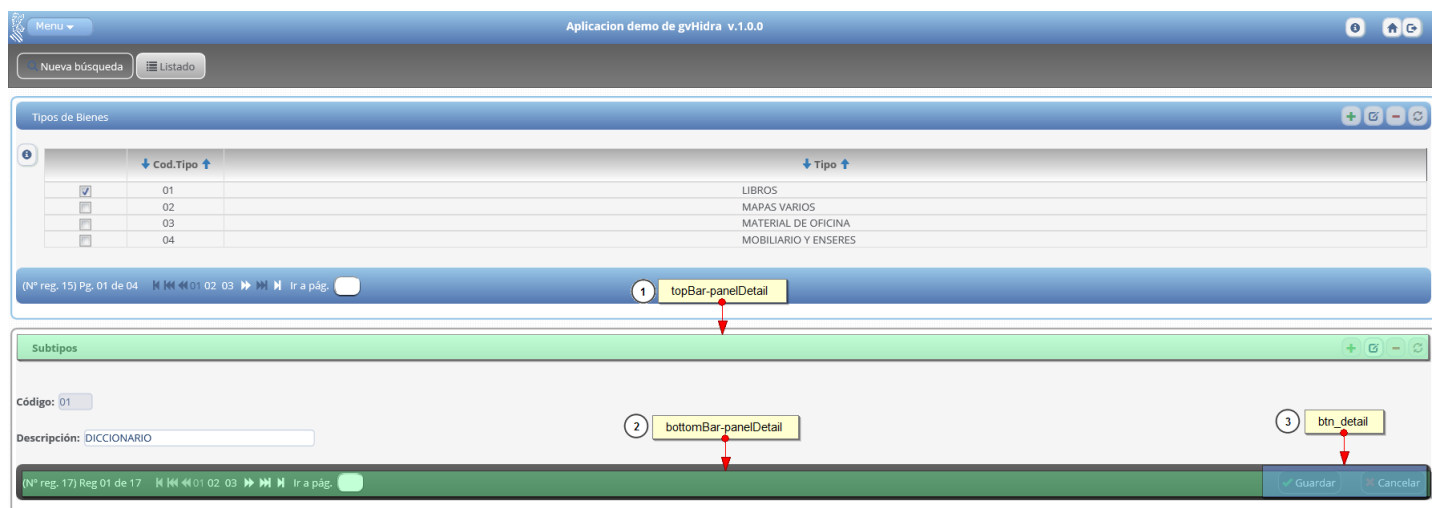 Menu
Aplicacion demo de gvHidra v.1.0.0
Nueva búsqueda
Listado
Tipos de Bienes
Cod.Tipo
Tipo
01 LIBROS
02 MAPAS VARIOS
03 MATERIAL DE OFICINA
04 MOBILIARIO Y ENSERES
(Nº reg. 15) Pg. 01 de 04 01 02 03 Ir a pág.
1 topBar-panelDetail
Subtipos
Código: 01
Descripción: DICCIONARIO
2 bottomBar-panelDetail
3 btn_detail
(Nº reg. 17) Reg 01 de 17 01 02 03 Ir a pág.
Guardar
Cancelar